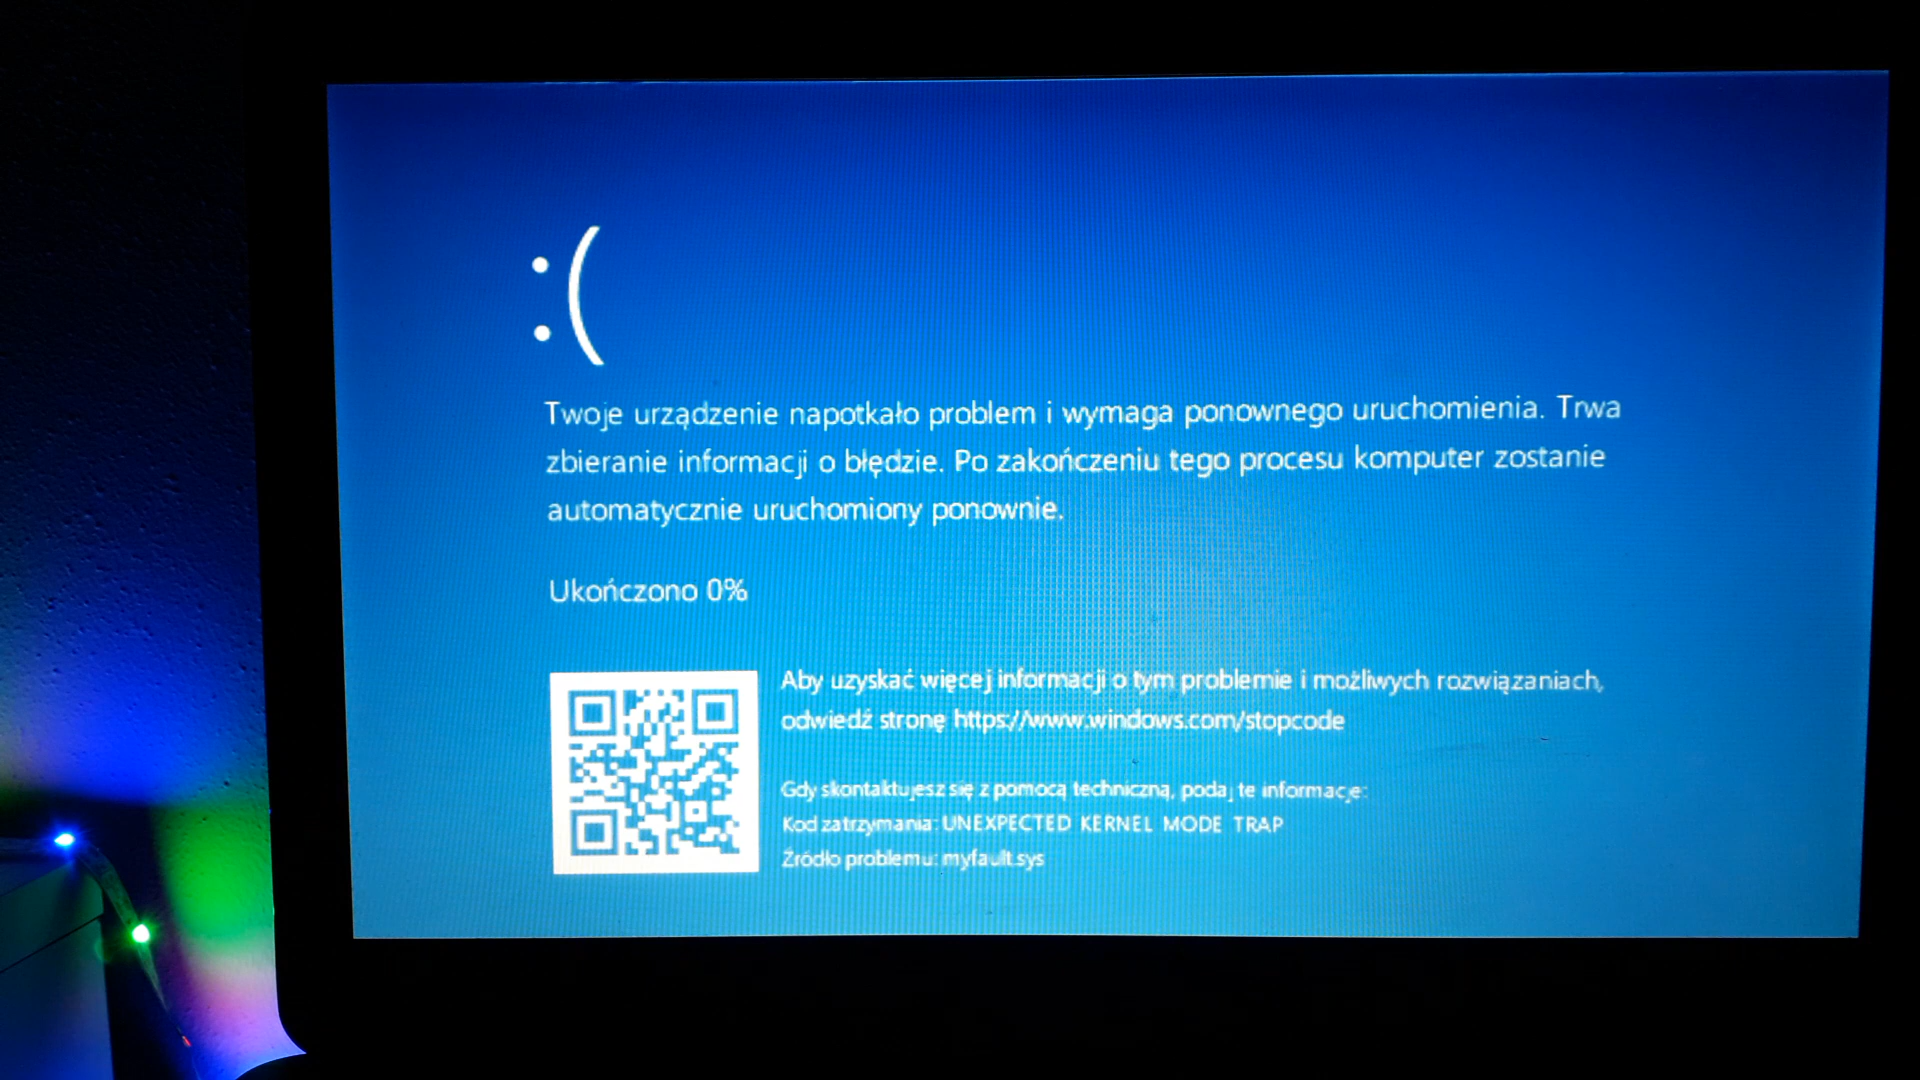 :(
Twoje urządzenie napotkało problem i wymaga ponownego uruchomienia. Trwa
zbieranie informacji o błędzie. Po zakończeniu tego procesu komputer zostanie
automatycznie uruchomiony ponownie.
Ukończono 0%
Aby uzyskać więcej informacji o tym problemie i możliwych rozwiązaniach,
odwiedź stronę https://www.windows.com/stopcode
Gdy skontaktujesz się z pomocą techniczną, podaj te informacje:
Kod zatrzymania: UNEXPECTED KERNEL MODE TRAP
Źródło problemu: myfault.sys